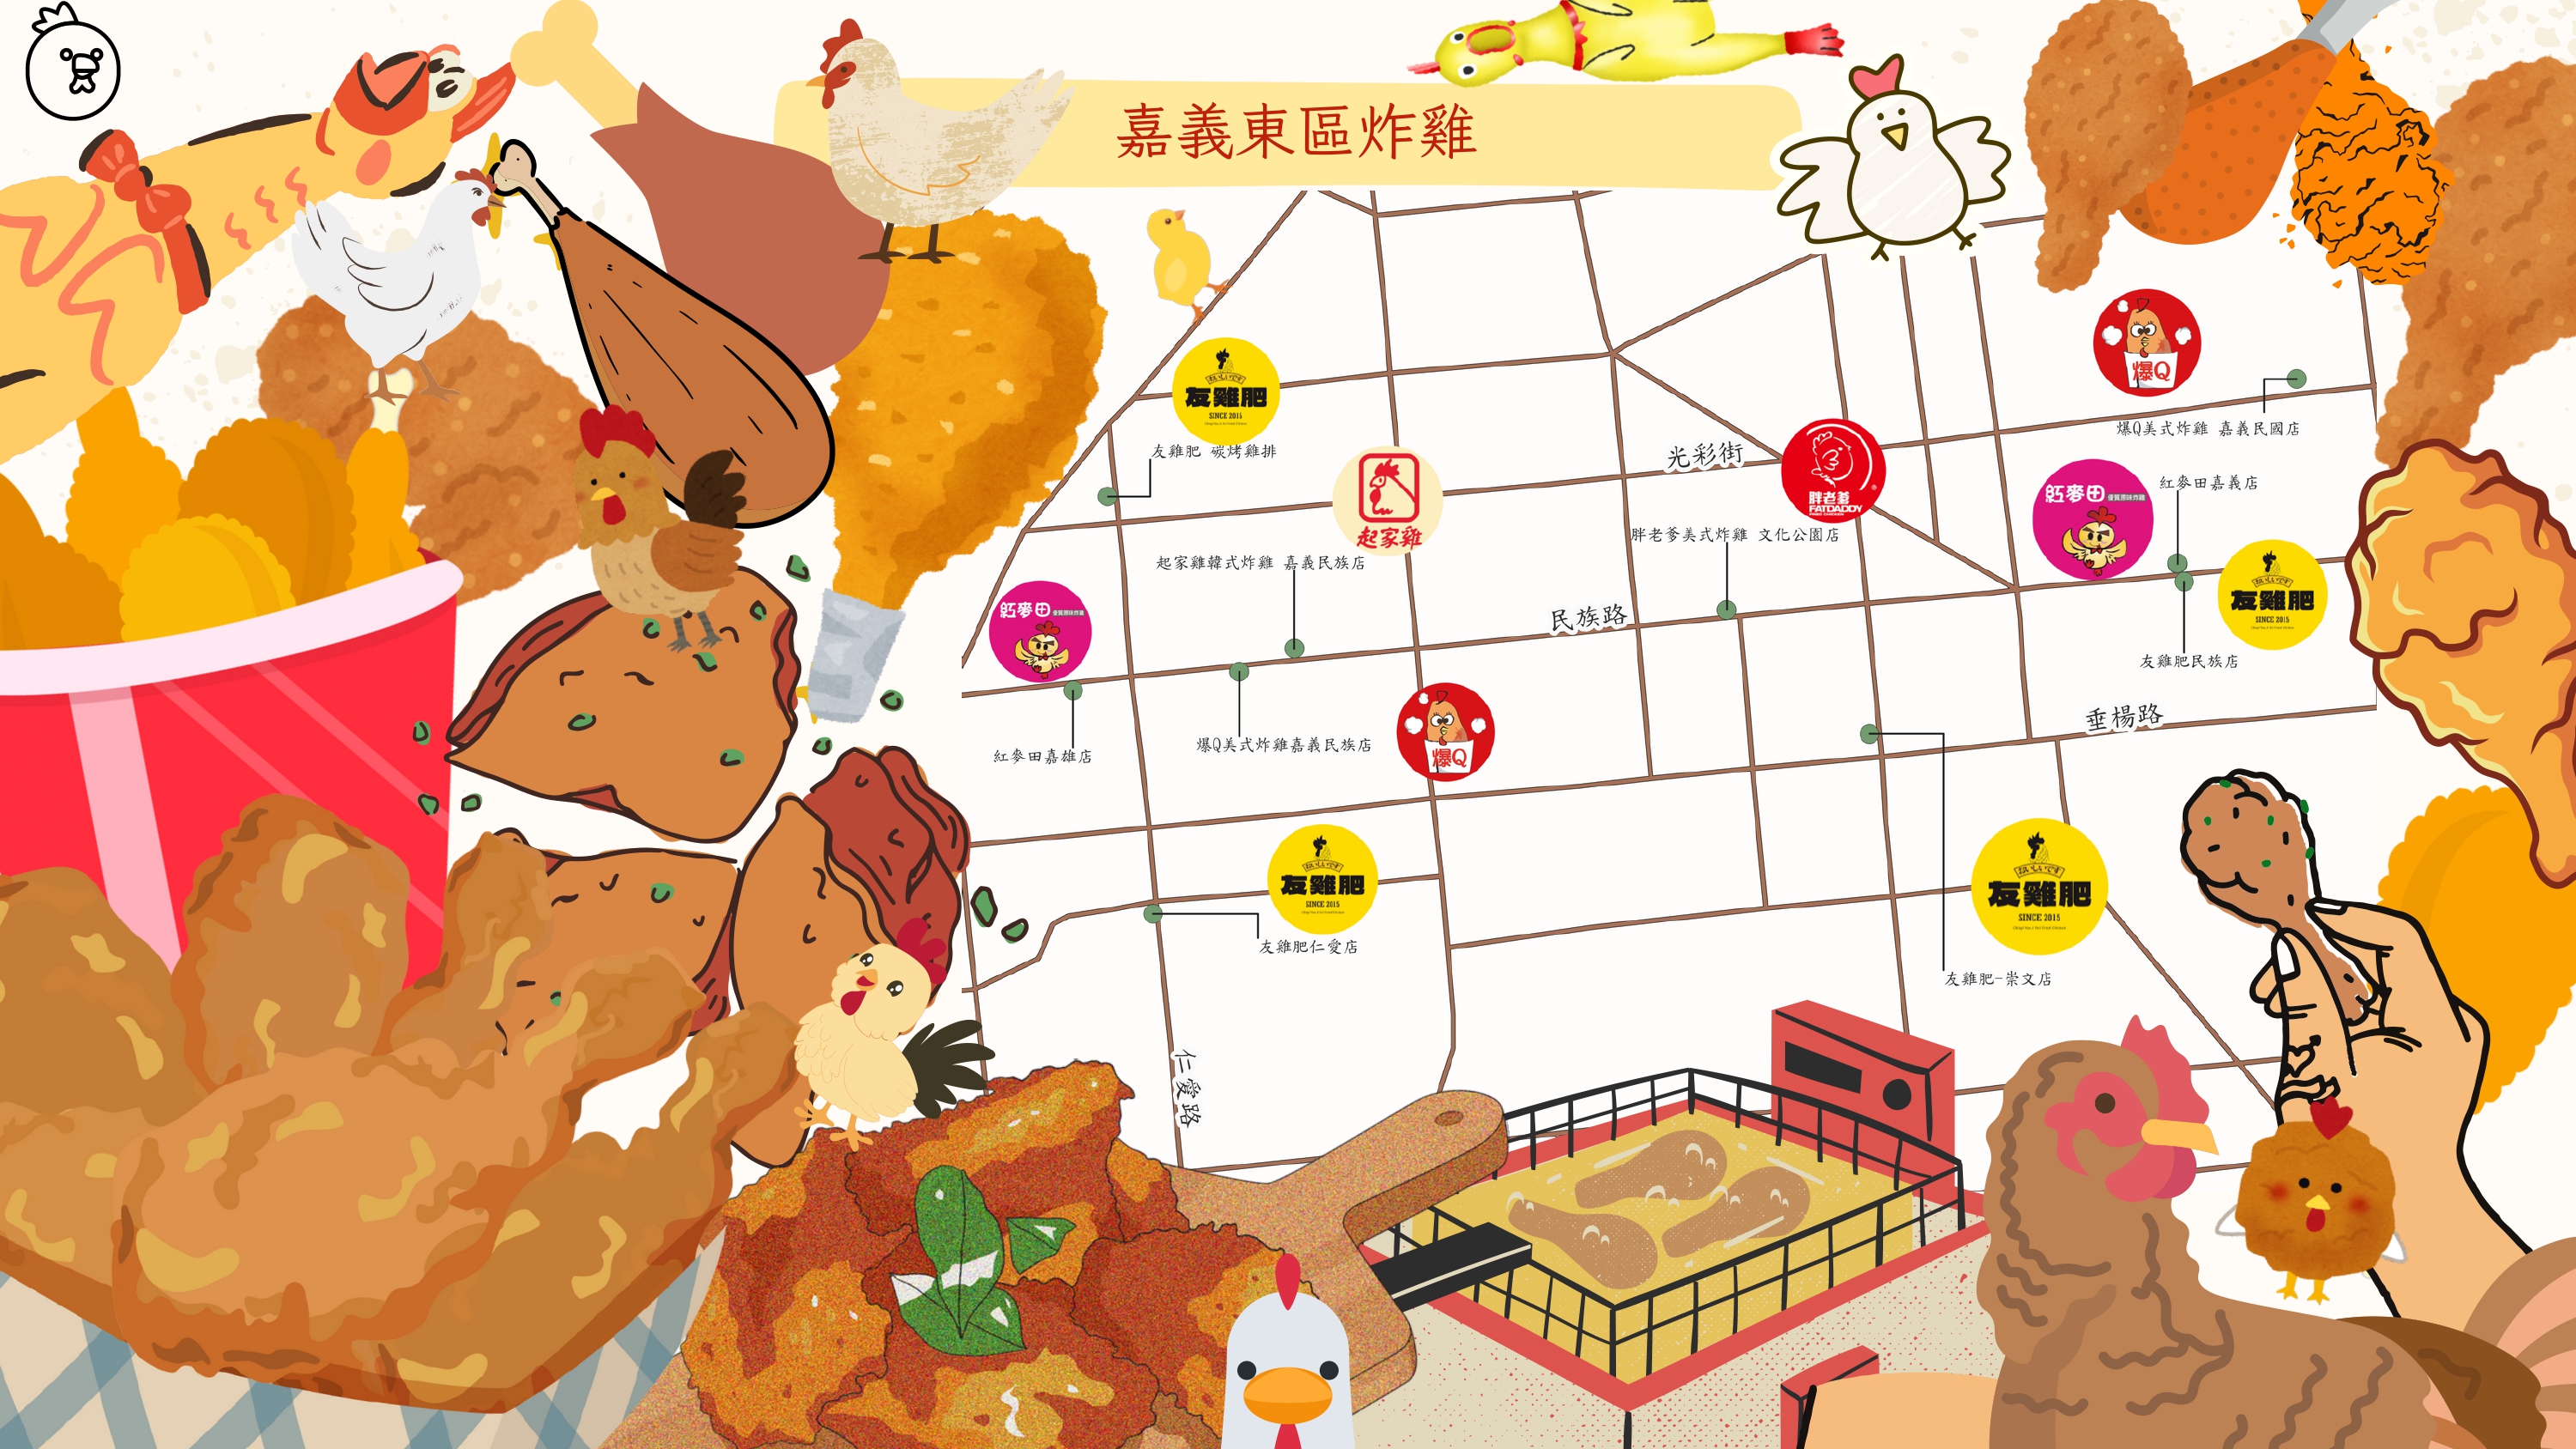 嘉義東區炸雞
爆Q
爆Q美式炸雞 嘉義民國店
友雞肥
SINCE 2015
友雞肥 碳烤雞排
光彩街
胖老爹
FATDADDY
胖老爹美式炸雞 文化公園店
起家雞
起家雞韓式炸雞 嘉義民族店
紅麥田
紅麥田嘉義店
友雞肥
SINCE 2015
友雞肥民族店
民族路
紅麥田
紅麥田嘉雄店
爆Q美式炸雞嘉義民族店
爆Q
垂楊路
友雞肥
SINCE 2015
友雞肥仁愛店
友雞肥
SINCE 2015
友雞肥-崇文店
仁愛路